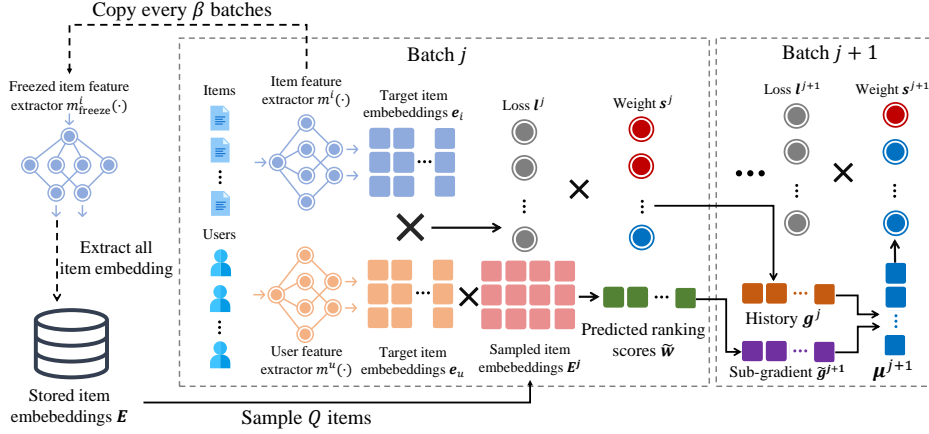 Copy every β batches
Batch j
Batch j + 1
Freezed item feature
extractor m^i_freeze(·)
Items
Item feature
extractor m^i(·)
Target item
embeddings e_i
Loss l^j
Weight s^j
Loss l^{j+1}
Weight s^{j+1}
Extract all
item embedding
Users
User feature
extractor m^u(·)
Target item
embeddings e_u
Sampled item
embeddings E^j
Predicted ranking
scores w̃
History g^j
Sub-gradient g̃^{j+1}
μ^{j+1}
Stored item
embeddings E
Sample Q items